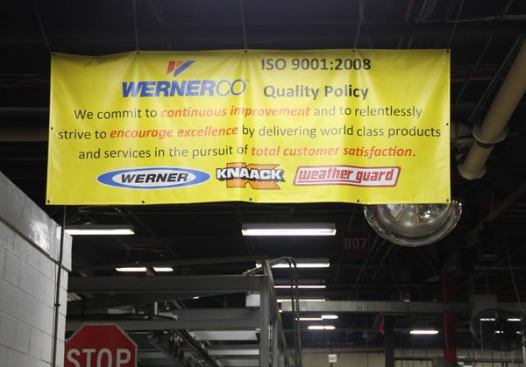 ISO 9001:2008
WERNERCO Quality Policy
We commit to continuous improvement and to relentlessly
strive to encourage excellence by delivering world class products
and services in the pursuit of total customer satisfaction.
WERNER KNAACK weather guard
B07
STOP